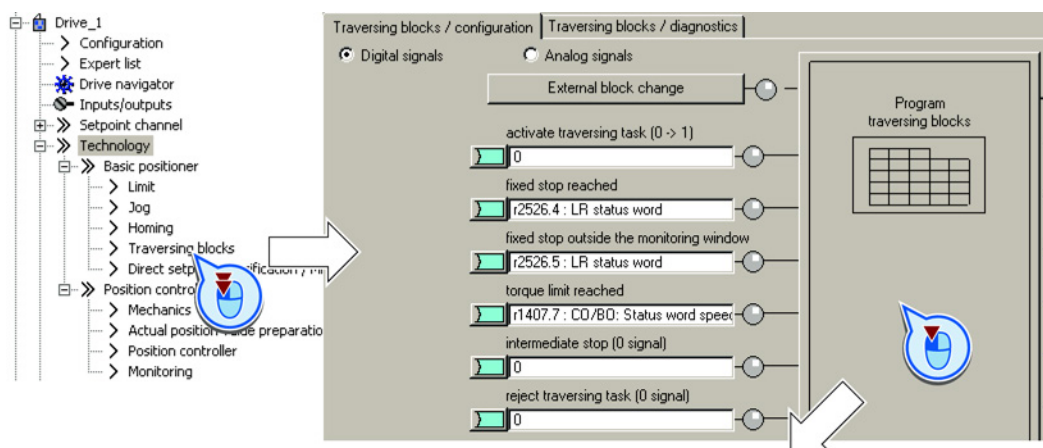 Drive_1
Configuration
Expert list
Drive navigator
Inputs/outputs
Setpoint channel
Technology
Basic positioner
Limit
Jog
Homing
Traversing blocks
Direct
Position
Mechanics
Actual position preparatio
Position controller
Monitoring
Traversing blocks / configuration
Traversing blocks / diagnostics
Digital signals
Analog signals
External block change
activate traversing task (0 -> 1)
0
fixed stop reached
r2526.4 : LR status word
fixed stop outside the monitoring window
r2526.5 : LR status word
torque limit reached
r1407.7 : CO/BO: Status word speed
intermediate stop (0 signal)
0
reject traversing task (0 signal)
0
Program
traversing blocks